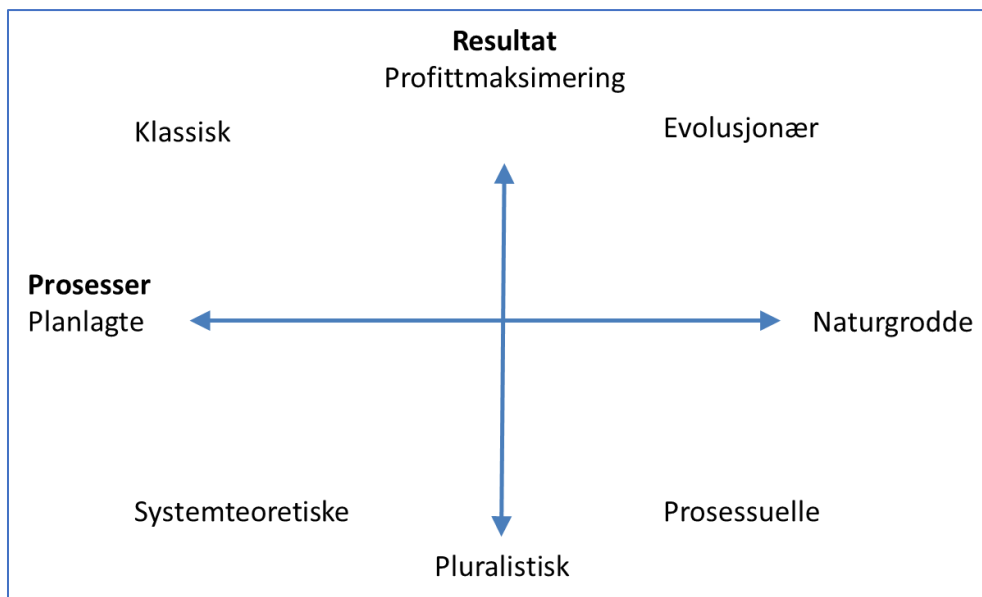 Resultat
Profittmaksimering
Klassisk
Evolusjonær
Prosesser
Planlagte
Naturgrodde
Systemteoretiske
Prosessuelle
Pluralistisk